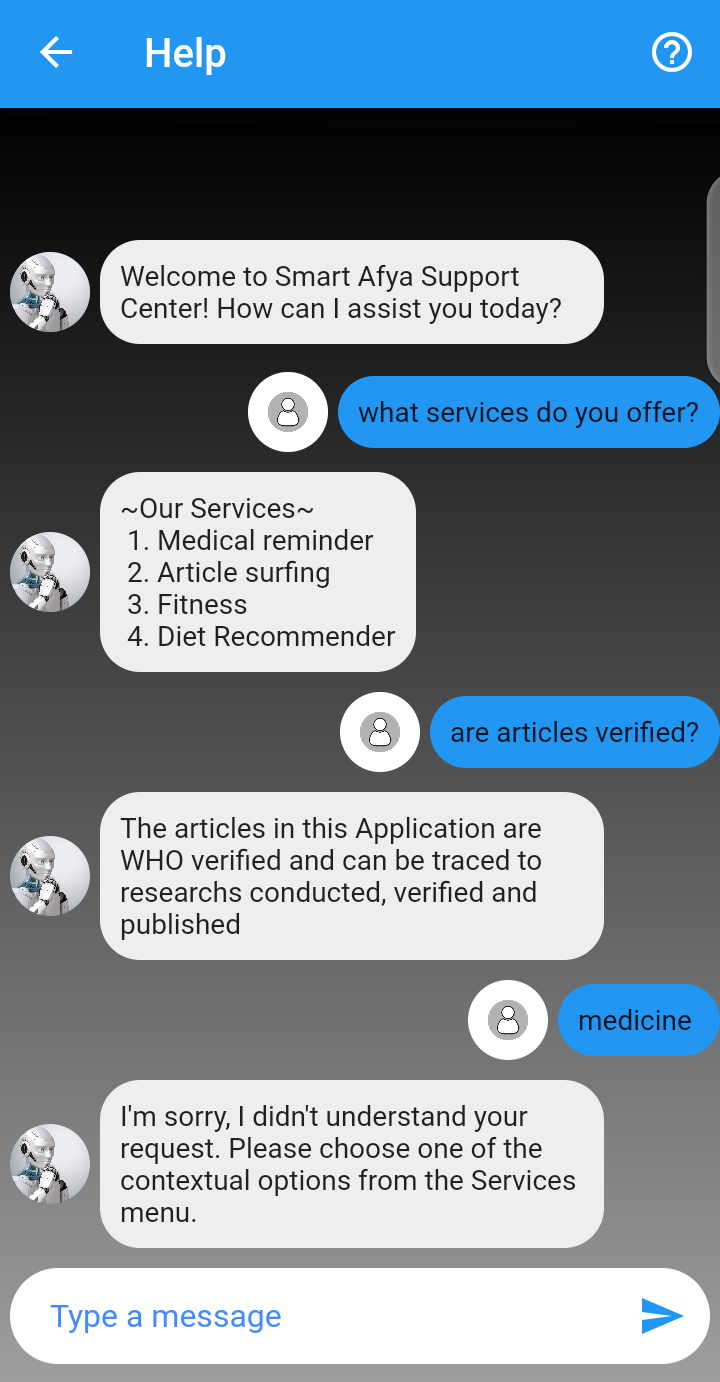 Help
Welcome to Smart Afya Support
Center! How can I assist you today?
what services do you offer?
~Our Services~
1. Medical reminder
2. Article surfing
3. Fitness
4. Diet Recommender
are articles verified?
The articles in this Application are
WHO verified and can be traced to
researchs conducted, verified and
published
medicine
I'm sorry, I didn't understand your
request. Please choose one of the
contextual options from the Services
menu.
Type a message